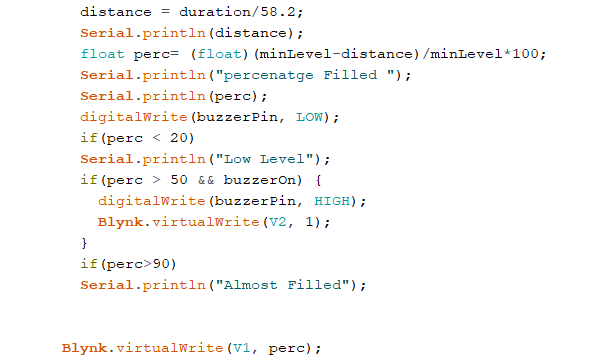 distance = duration/58.2;
Serial.println(distance);
float perc= (float)(minLevel-distance)/minLevel*100;
Serial.println("percenatge Filled ");
Serial.println(perc);
digitalWrite(buzzerPin, LOW);
if(perc < 20)
Serial.println("Low Level");
if(perc > 50 && buzzerOn) {
digitalWrite(buzzerPin, HIGH);
Blynk.virtualWrite(V2, 1);
}
if(perc>90)
Serial.println("Almost Filled");
Blynk.virtualWrite(V1, perc);